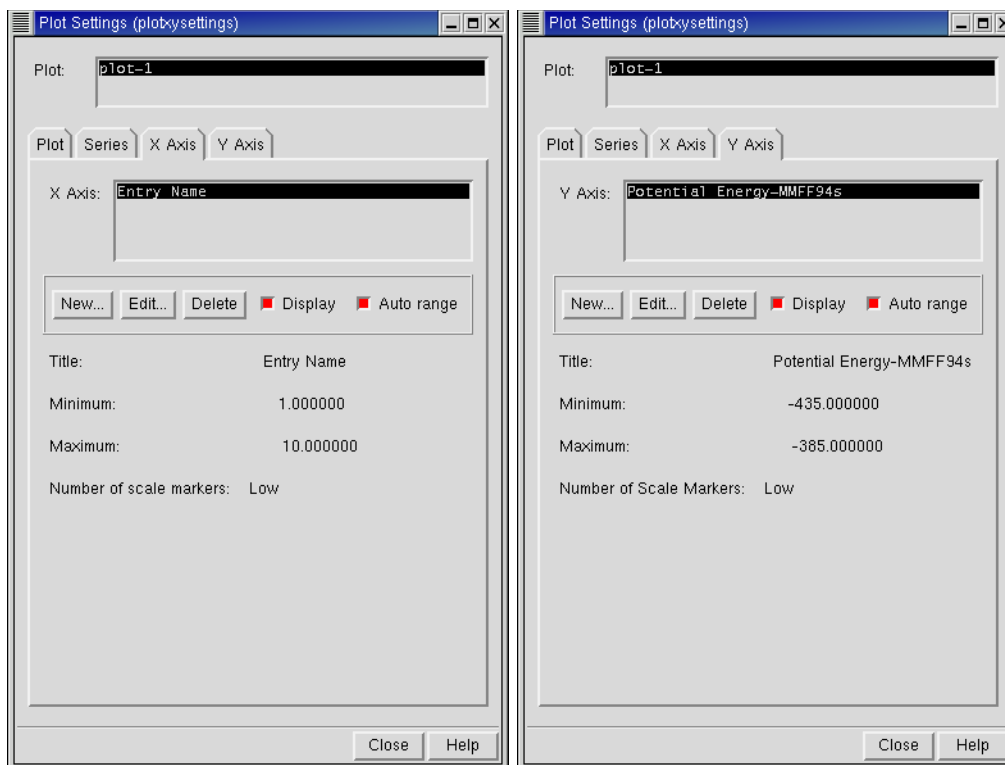 Plot Settings (plotxysettings)
Plot: plot-1
Plot Series X Axis Y Axis
X Axis: Entry Name
New... Edit... Delete Display Auto range
Title: Entry Name
Minimum: 1.000000
Maximum: 10.000000
Number of scale markers: Low
Close Help
Plot Settings (plotxysettings)
Plot: plot-1
Plot Series X Axis Y Axis
Y Axis: Potential Energy-MMFF94s
New... Edit... Delete Display Auto range
Title: Potential Energy-MMFF94s
Minimum: -435.000000
Maximum: -385.000000
Number of Scale Markers: Low
Close Help